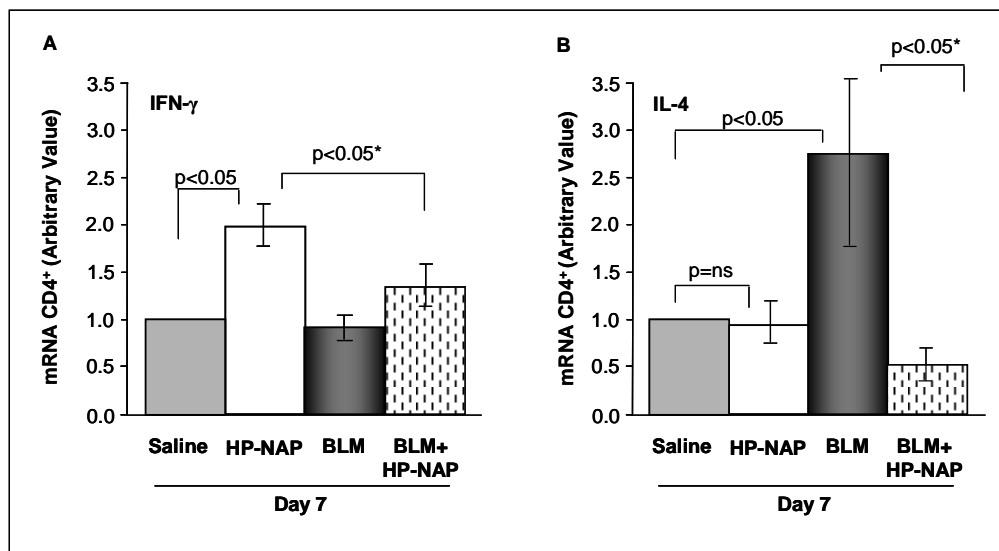 A
IFN-γ
mRNA CD4⁺ (Arbitrary Value)
3.5
3.0
2.5
2.0
1.5
1.0
0.5
0.0
p<0.05
p<0.05*
Saline HP-NAP BLM BLM+
HP-NAP
Day 7
B
IL-4
mRNA CD4⁺ (Arbitrary Value)
3.5
3.0
2.5
2.0
1.5
1.0
0.5
0.0
p<0.05*
p<0.05
p=ns
Saline HP-NAP BLM BLM+
HP-NAP
Day 7